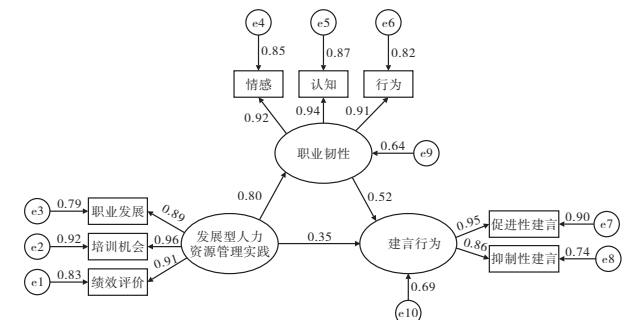 e4
e5
e6
0.85
0.87
0.82
情感
认知
行为
0.92
0.94
0.91
职业韧性
0.64
e9
0.80
0.52
e3
0.79
职业发展
0.89
e2
0.92
培训机会
0.96
e1
0.83
绩效评价
0.91
发展型人力
资源管理实践
0.35
建言行为
0.95
促进性建言
0.90
e7
0.86
抑制性建言
0.74
e8
0.69
e10